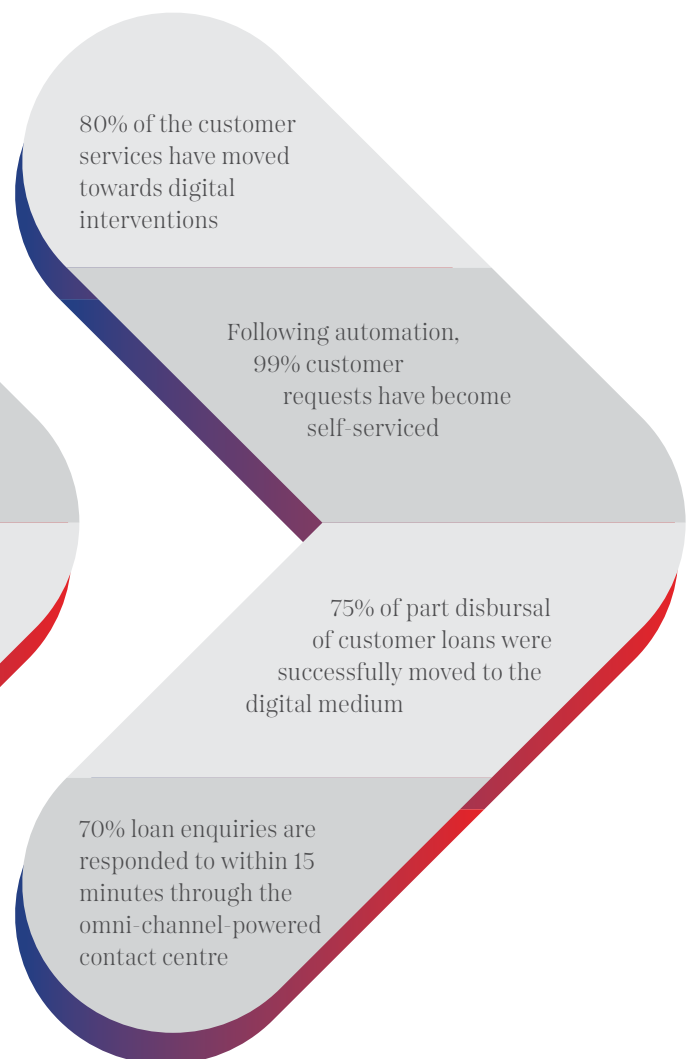 80% of the customer
services have moved
towards digital
interventions
Following automation,
99% customer
requests have become
self-serviced
75% of part disbursal
of customer loans were
successfully moved to the
digital medium
70% loan enquiries are
responded to within 15
minutes through the
omni-channel-powered
contact centre